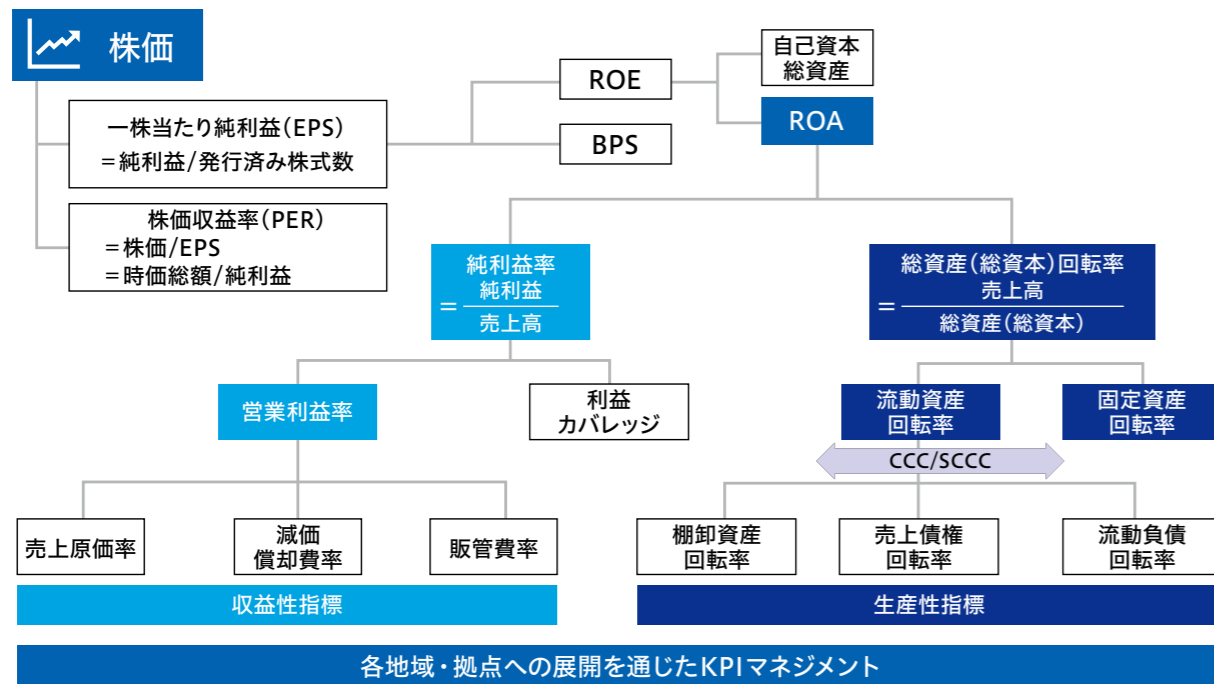 株価
一株当たり純利益(EPS)
=純利益/発行済み株式数
株価収益率(PER)
=株価/EPS
=時価総額/純利益
ROE
BPS
自己資本
総資産
ROA
純利益率
=純利益
売上高
総資産(総資本)回転率
=売上高
総資産(総資本)
営業利益率
利益
カバレッジ
流動資産
回転率
固定資産
回転率
CCC/SCCC
売上原価率
減価
償却費率
販管費率
棚卸資産
回転率
売上債権
回転率
流動負債
回転率
収益性指標
生産性指標
各地域・拠点への展開を通じたKPIマネジメント